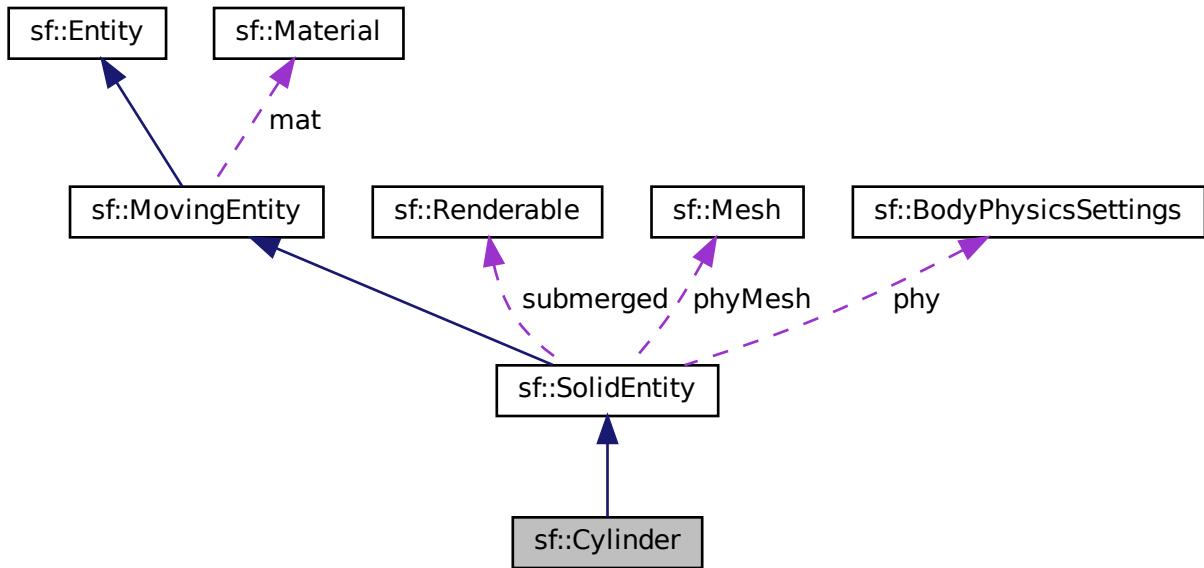 sf::Entity
sf::Material
mat
sf::MovingEntity
sf::Renderable
sf::Mesh
sf::BodyPhysicsSettings
submerged
phyMesh
phy
sf::SolidEntity
sf::Cylinder